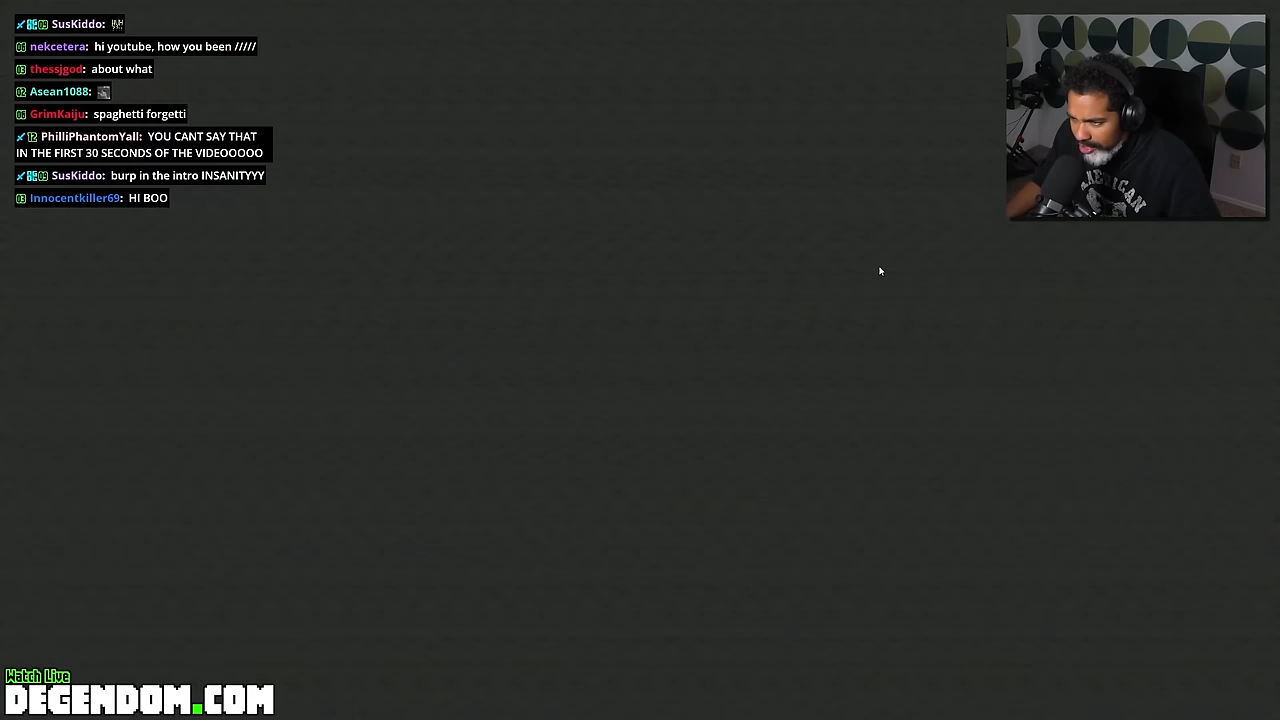 SusKiddo:
nekcetera: hi youtube, how you been /////
thessjgod: about what
Asean1088:
GrimKaiju: spaghetti forgetti
PhilliPhantomYall: YOU CANT SAY THAT
IN THE FIRST 30 SECONDS OF THE VIDEOOOOO
SusKiddo: burp in the intro INSANITYYY
Innocentkiller69: HI BOO
AMERICAN
Watch Live
DEGENDOM.COM